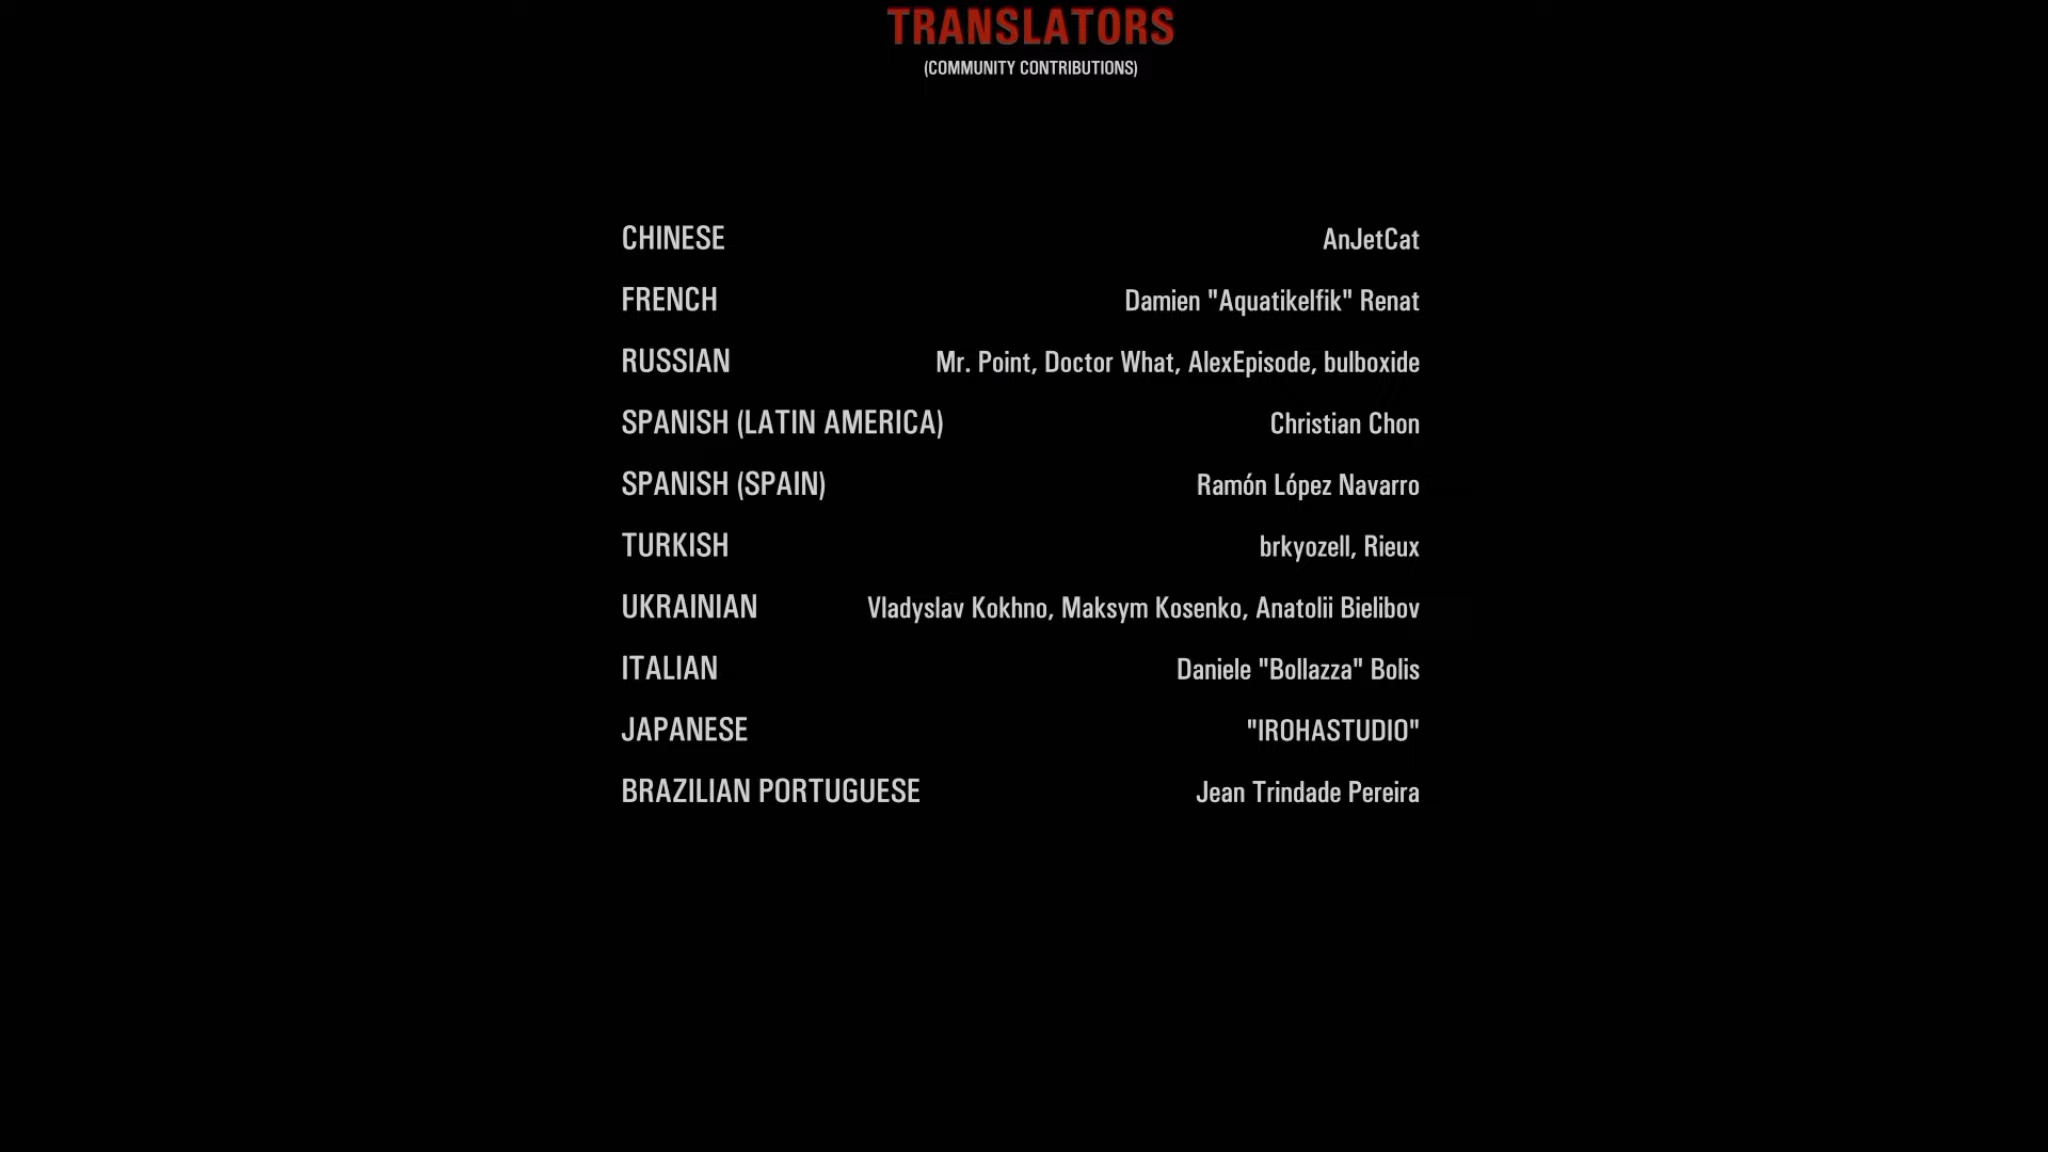 TRANSLATORS
(COMMUNITY CONTRIBUTIONS)
CHINESE AnJetCat
FRENCH Damien "Aquatikelfik" Renat
RUSSIAN Mr. Point, Doctor What, AlexEpisode, bulboxide
SPANISH (LATIN AMERICA) Christian Chon
SPANISH (SPAIN) Ramón López Navarro
TURKISH brkyozell, Rieux
UKRAINIAN Vladyslav Kokhno, Maksym Kosenko, Anatolii Bielibov
ITALIAN Daniele "Bollazza" Bolis
JAPANESE "IROHASTUDIO"
BRAZILIAN PORTUGUESE Jean Trindade Pereira